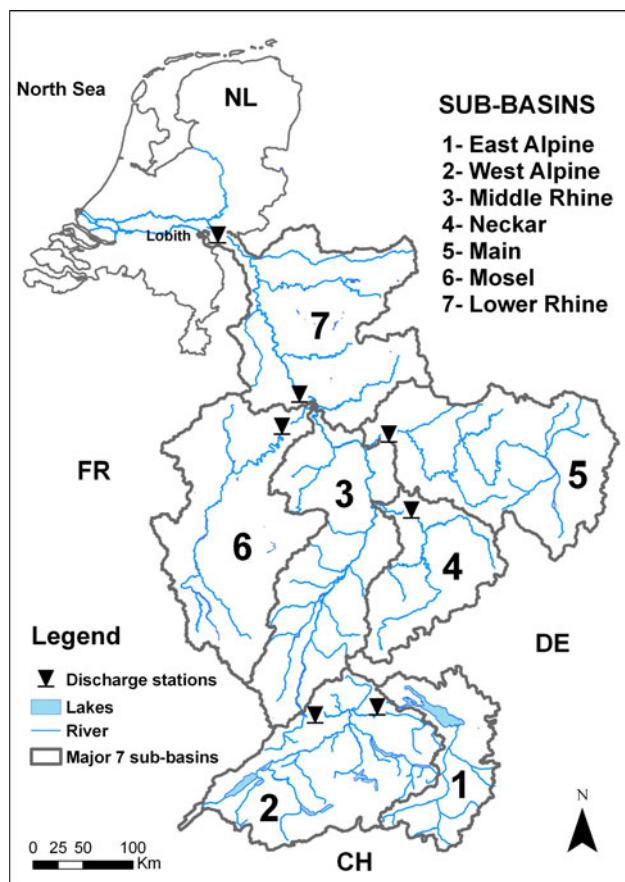 North Sea
NL
SUB-BASINS
1- East Alpine
2- West Alpine
3- Middle Rhine
4- Neckar
5- Main
6- Mosel
7- Lower Rhine
Lobith
7
FR
3
5
6
4
Legend
Discharge stations
Lakes
River
Major 7 sub-basins
DE
1
2
N
0 25 50 100
Km
CH